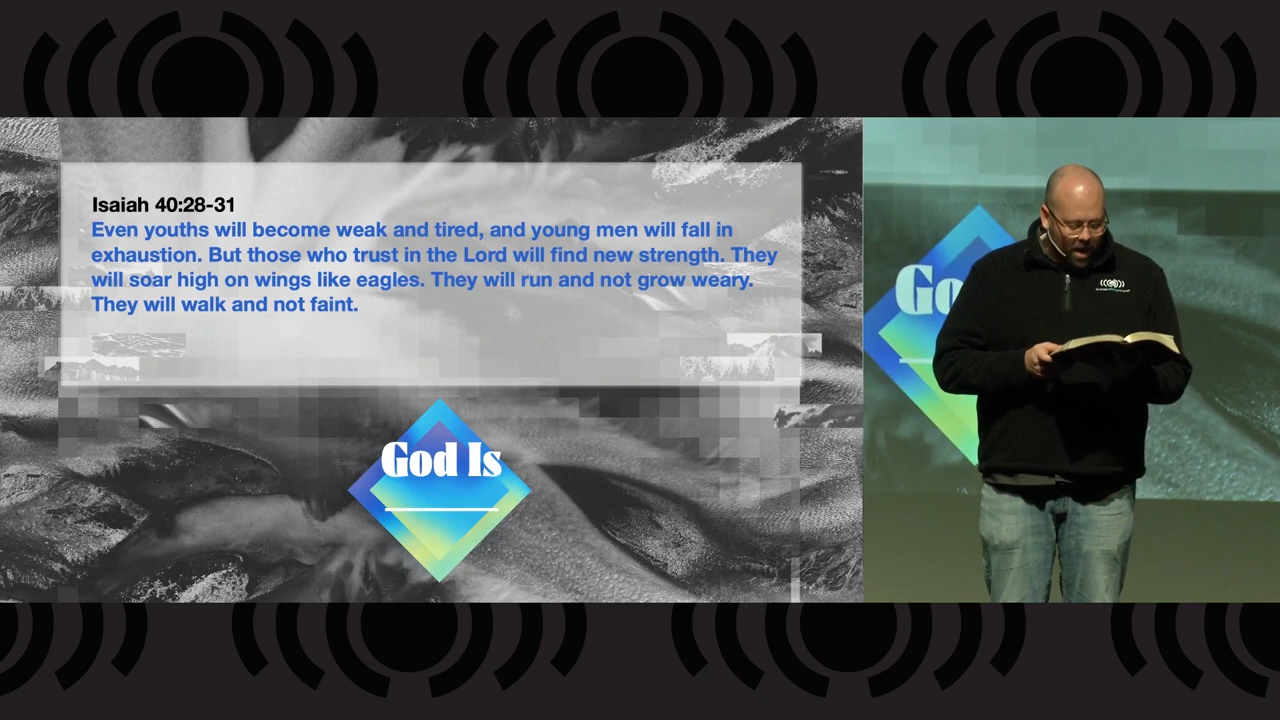 Isaiah 40:28-31
Even youths will become weak and tired, and young men will fall in
exhaustion. But those who trust in the Lord will find new strength. They
will soar high on wings like eagles. They will run and not grow weary.
They will walk and not faint.
God Is
Go